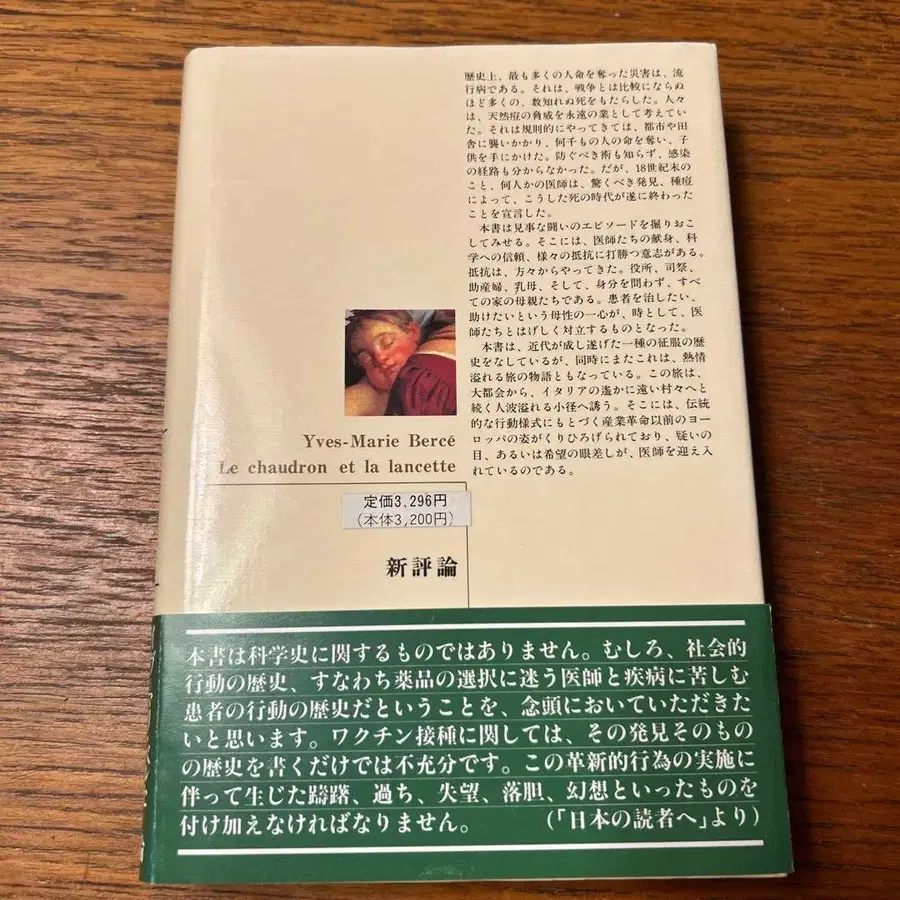 歴史上、最も多くの人命を奪った災害は、流
行病である。それは、戦争とは比較にならぬ
ほど多くの、数知れぬ死をもたらした。人々
は、天然痘の脅威を永遠の業として考えてい
た。それは規則的にやってきては、都市や田
舎に襲いかかり、何千もの人の命を奪い、子
供を手にかけた。防ぐべき術も知らず、感染
の経路も分からなかった。だが、18世紀末の
こと、何人かの医師は、驚くべき発見、種痘
によって、こうした死の時代が遂に終わった
ことを宣言した。
本書は見事な闘いのエピソードを掘りおこ
してみせる。そこには、医師たちの献身、科
学への信頼、様々の抵抗に打勝つ意志がある。
抵抗は、方々からやってきた。役所、司祭、
助産婦、乳母、そして、身分を問わず、すべ
ての家の母親たちである。患者を治したい、
助けたいという母性の一心が、時として、医
師たちとはげしく対立するものとなった。
本書は、近代が成し遂げた一種の征服の歴
史をなしているが、同時にまたこれは、熱情
溢れる旅の物語ともなっている。この旅は、
大都会から、イタリアの遙かに遠い村々へと
続く人波溢れる小径へ誘う。そこには、伝統
的な行動様式にもとづく産業革命以前のヨー
ロッパの姿がくりひろげられており、疑いの
目、あるいは希望の眼差しが、医師を迎え入
れているのである。
Yves-Marie Bercé
Le chaudron et la lancette
定価3,296円
(本体3,200円)
新評論
本書は科学史に関するものではありません。むしろ、社会的
行動の歴史、すなわち薬品の選択に迷う医師と疾病に苦しむ
患者の行動の歴史だということを、念頭においていただきた
いと思います。ワクチン接種に関しては、その発見そのもの
の歴史を書くだけでは不充分です。この革新的行為の実施に
伴って生じた躊躇、過ち、失望、落胆、幻想といったものを
付け加えなければなりません。 (「日本の読者へ」より)